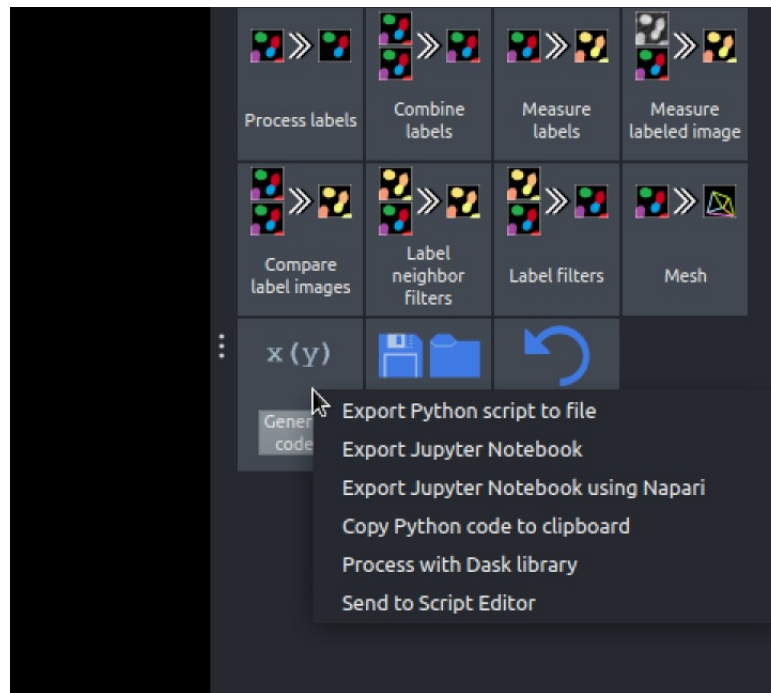 Process labels
Combine
labels
Measure
labels
Measure
labeled image
Compare
label images
Label
neighbor
filters
Label filters
Mesh
x(y)
code
Export Python script to file
Export Jupyter Notebook
Export Jupyter Notebook using Napari
Copy Python code to clipboard
Process with Dask library
Send to Script Editor